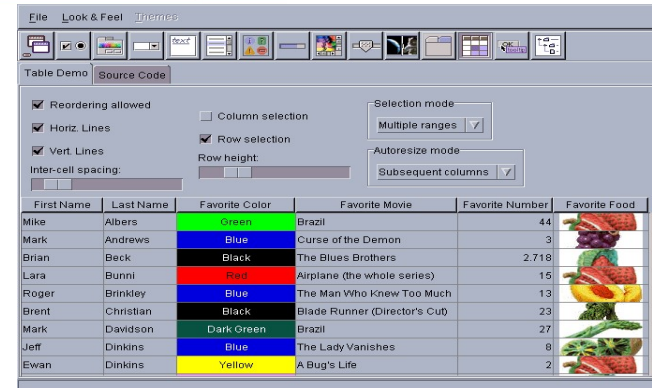 File Look & Feel Themes
text
OK
Table Demo Source Code
Reordering allowed
Horiz. Lines
Vert. Lines
Inter-cell spacing:
Column selection
Row selection
Row height:
Selection mode
Multiple ranges
Autoresize mode
Subsequent columns
First Name Last Name Favorite Color Favorite Movie Favorite Number Favorite Food
Mike Albers Green Brazil 44
Mark Andrews Blue Curse of the Demon 3
Brian Beck Black The Blues Brothers 2.718
Lara Bunni Red Airplane (the whole series) 15
Roger Brinkley Blue The Man Who Knew Too Much 13
Brent Christian Black Blade Runner (Director's Cut) 23
Mark Davidson Dark Green Brazil 27
Jeff Dinkins Blue The Lady Vanishes 8
Ewan Dinkins Yellow A Bug's Life 2